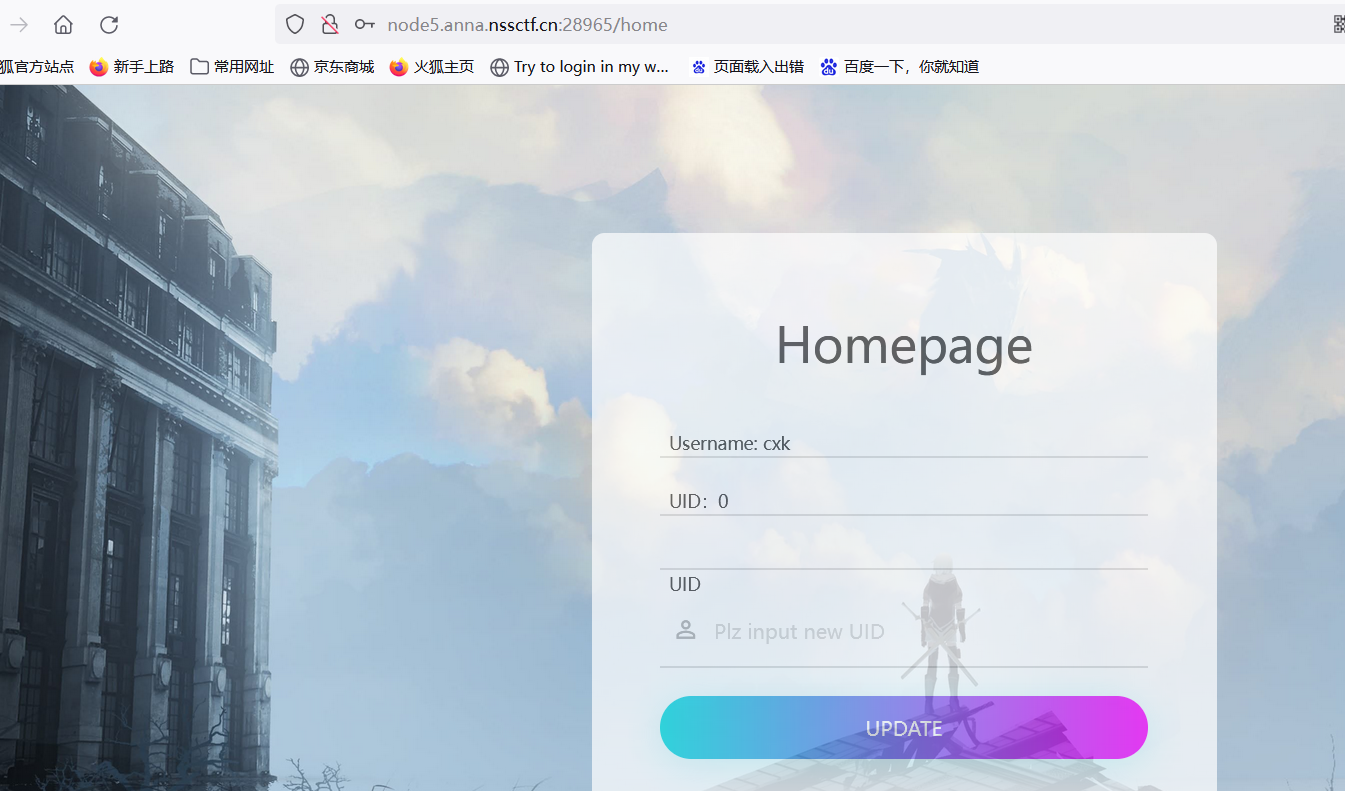 node5.anna.nssctf.cn:28965/home
狐官方站点 新手上路 常用网址 京东商城 火狐主页 Try to login in my w... 页面载入出错 百度一下，你就知道
Homepage
Username: cxk
UID：0
UID
Plz input new UID
UPDATE